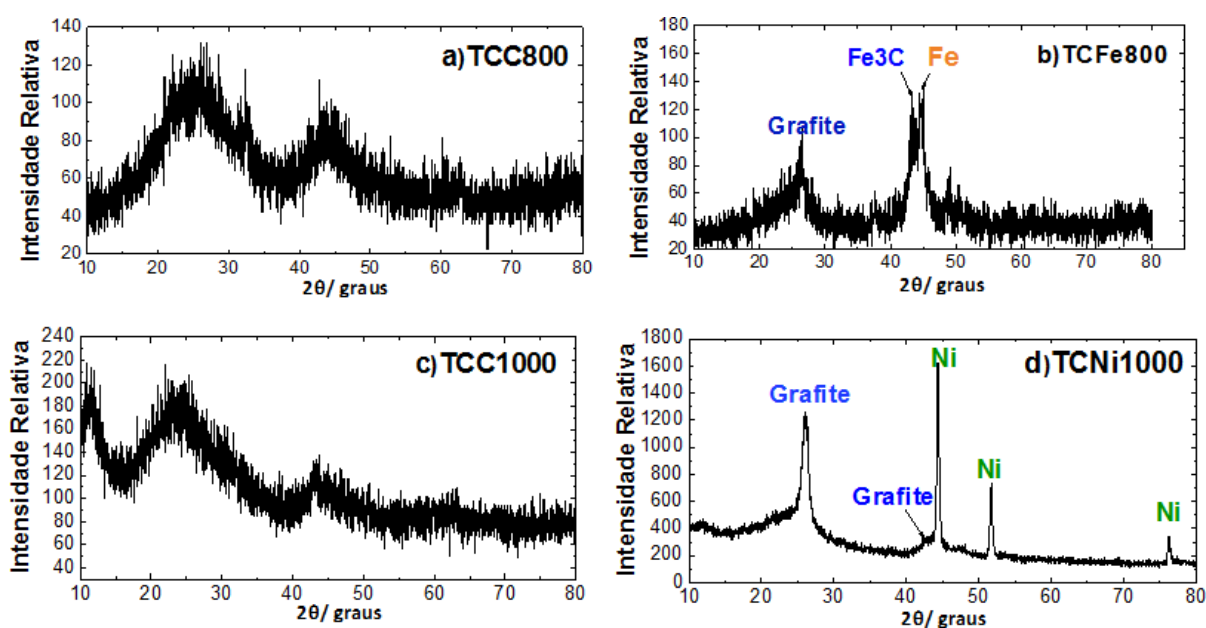 a)TCC800
Intensidade Relativa
140
120
100
80
60
40
20
10 20 30 40 50 60 70 80
2θ/ graus
b)TCFe800
Intensidade Relativa
Fe3C
Fe
Grafite
180
160
140
120
100
80
60
40
20
10 20 30 40 50 60 70 80
2θ/ graus
c)TCC1000
Intensidade Relativa
240
220
200
180
160
140
120
100
80
60
40
10 20 30 40 50 60 70 80
2θ/ graus
d)TCNi1000
Intensidade Relativa
Ni
Grafite
Ni
Grafite
Ni
1800
1600
1400
1200
1000
800
600
400
200
0
10 20 30 40 50 60 70 80
2θ/ graus